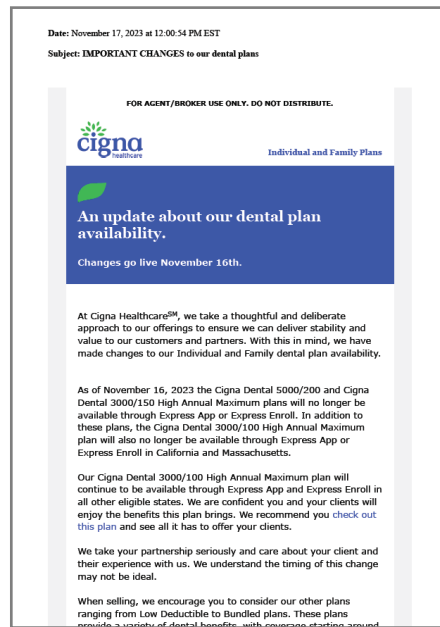 Date: November 17, 2023 at 12:00:54 PM EST
Subject: IMPORTANT CHANGES to our dental plans
FOR AGENT/BROKER USE ONLY. DO NOT DISTRIBUTE.
cigna
healthcare
Individual and Family Plans
An update about our dental plan
availability.
Changes go live November 16th.
At Cigna Healthcare℠, we take a thoughtful and deliberate
approach to our offerings to ensure we can deliver stability and
value to our customers and partners. With this in mind, we have
made changes to our Individual and Family dental plan availability.
As of November 16, 2023 the Cigna Dental 5000/200 and Cigna
Dental 3000/150 High Annual Maximum plans will no longer be
available through Express App or Express Enroll. In addition to
these plans, the Cigna Dental 3000/100 High Annual Maximum
plan will also no longer be available through Express App or
Express Enroll in California and Massachusetts.
Our Cigna Dental 3000/100 High Annual Maximum plan will
continue to be available through Express App and Express Enroll in
all other eligible states. We are confident you and your clients will
enjoy the benefits this plan brings. We recommend you check out
this plan and see all it has to offer your clients.
We take your partnership seriously and care about your client and
their experience with us. We understand the timing of this change
may not be ideal.
When selling, we encourage you to consider our other plans
ranging from Low Deductible to Bundled plans. These plans
provide a variety of dental benefits, with coverage starting around